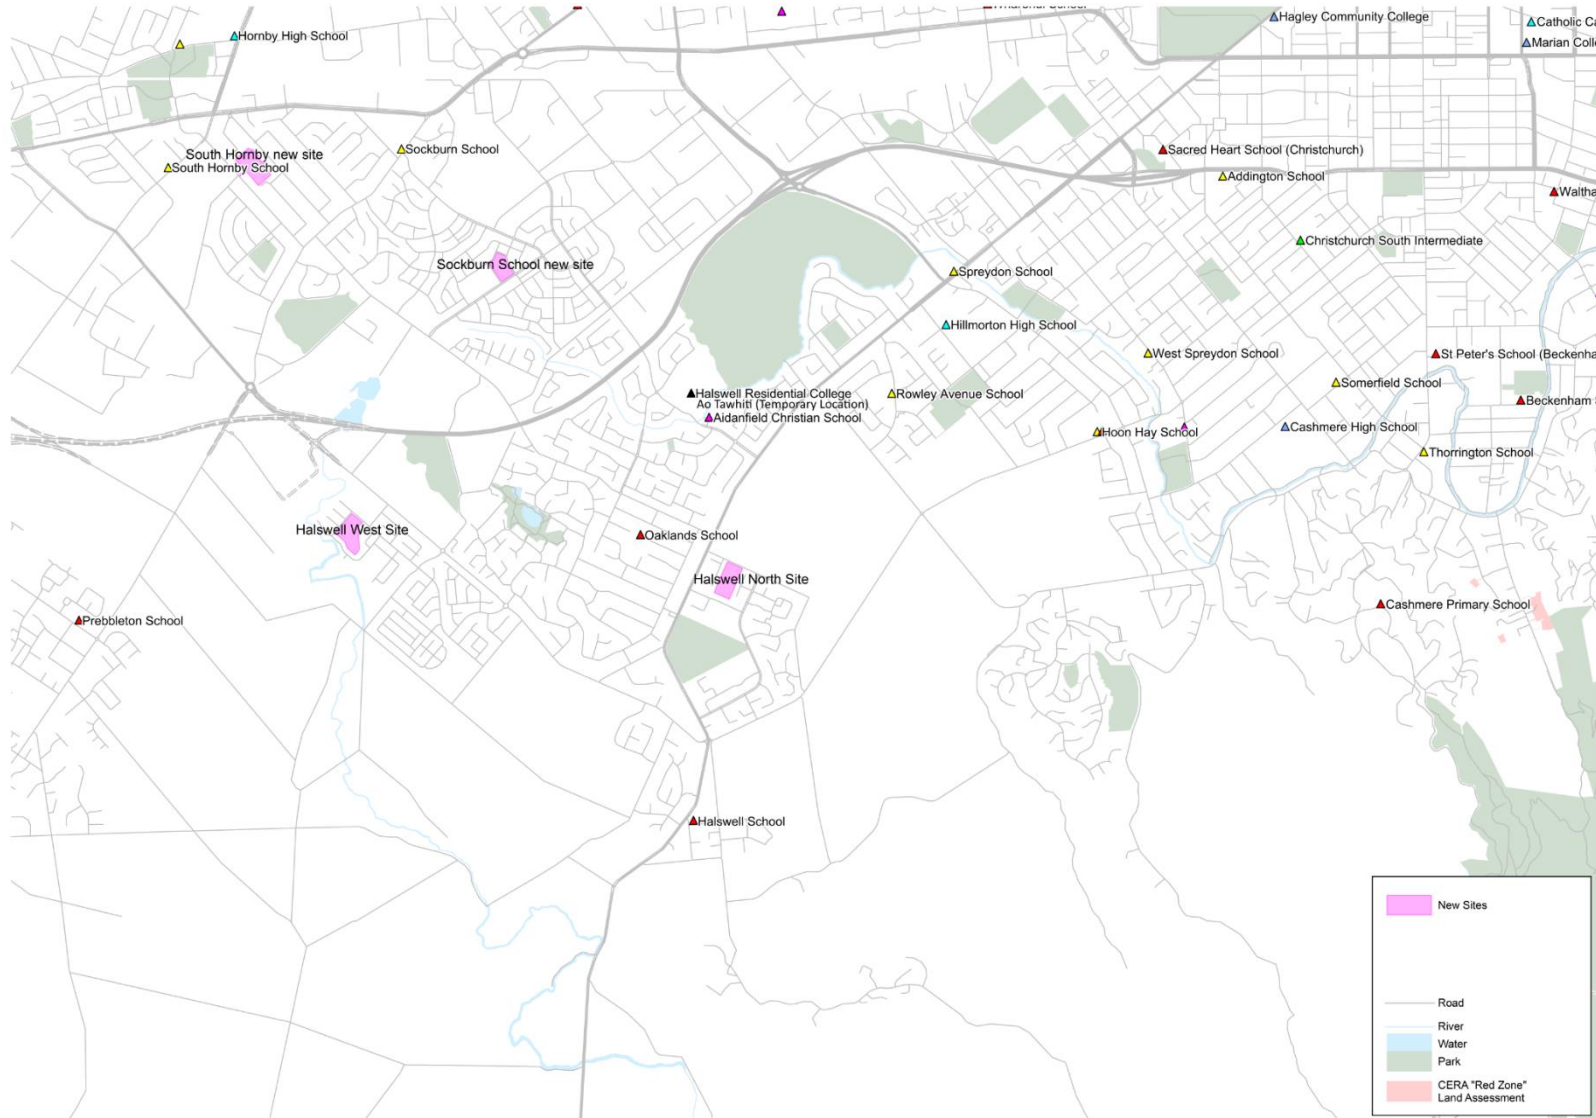 Wharenui School
Hagley Community College
Catholic Ca
Marian Colle
Hornby High School
South Hornby new site
South Hornby School
Sockburn School
Sacred Heart School (Christchurch)
Addington School
Waltha
Christchurch South Intermediate
Sockburn School new site
Spreydon School
Hillmorton High School
West Spreydon School
St Peter's School (Beckenha
Somerfield School
Halswell Residential College
Ao Tawhiti (Temporary Location)
Aidanfield Christian School
Rowley Avenue School
Beckenham S
Hoon Hay School
Cashmere High School
Thorrington School
Halswell West Site
Oaklands School
Halswell North Site
Cashmere Primary School
Prebbleton School
Halswell School
New Sites
Road
River
Water
Park
CERA "Red Zone"
Land Assessment